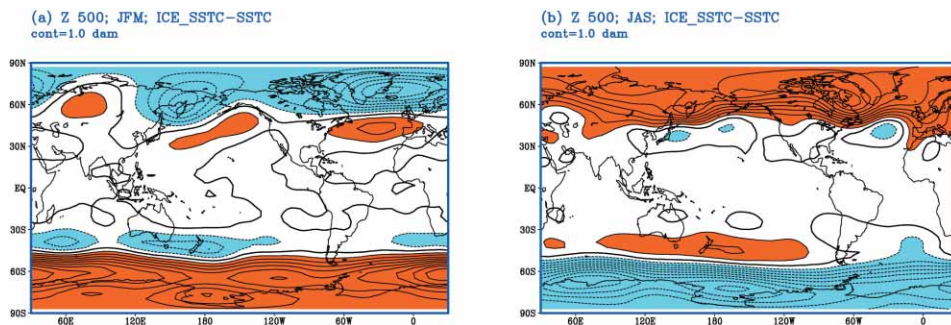 (a) Z 500; JFM; ICE_SSTC-SSTC
cont=1.0 dam
90N
60N
30N
EQ
30S
60S
90S
60E
120E
180
120W
60W
0
(b) Z 500; JAS; ICE_SSTC-SSTC
cont=1.0 dam
90N
60N
30N
EQ
30S
60S
90S
60E
120E
180
120W
60W
0